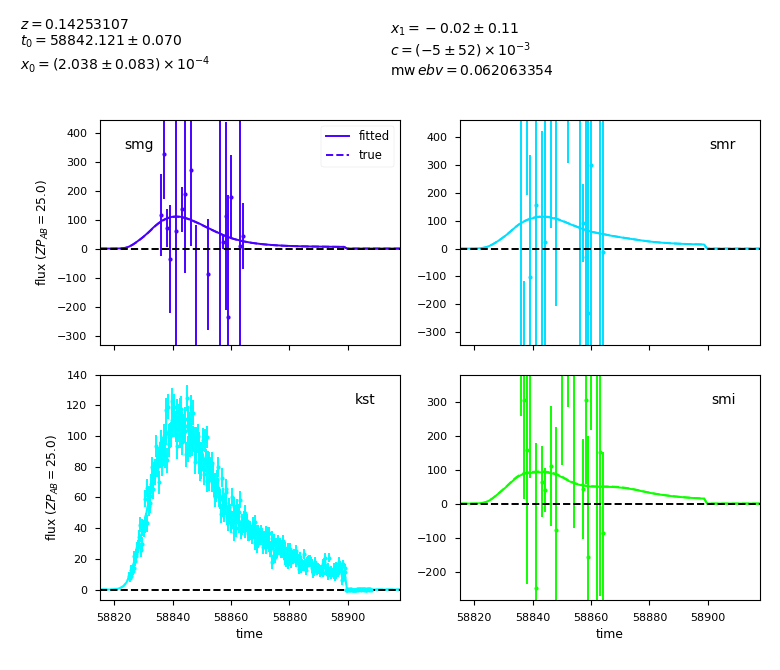 z = 0.14253107
t₀ = 58842.121 ± 0.070
x₀ = (2.038 ± 0.083) × 10⁻⁴
x₁ = −0.02 ± 0.11
c = (−5 ± 52) × 10⁻³
mw ebv = 0.062063354
smg
fitted
true
400
300
200
100
0
−100
−200
−300
flux (ZP_AB = 25.0)
smr
400
300
200
100
0
−100
−200
−300
kst
140
120
100
80
60
40
20
0
flux (ZP_AB = 25.0)
58820 58840 58860 58880 58900
time
smi
300
200
100
0
−100
−200
58820 58840 58860 58880 58900
time